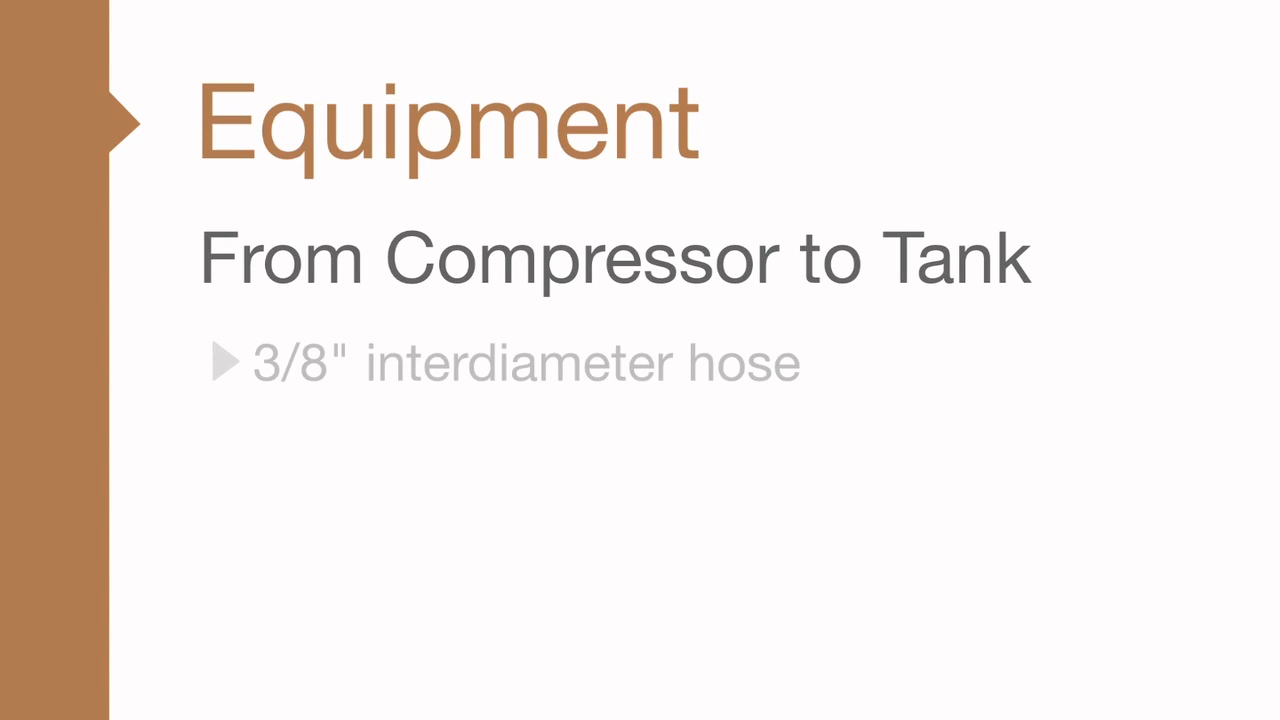 Equipment
From Compressor to Tank
3/8" interdiameter hose